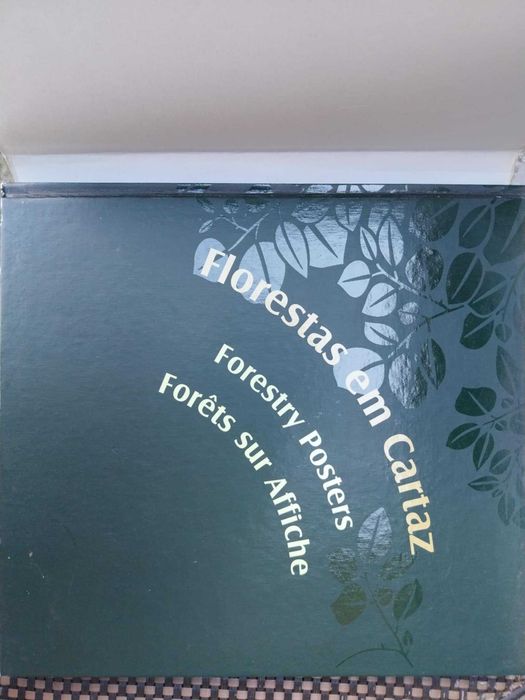 Florestas em Cartaz
Forestry Posters
Forêts sur Affiche